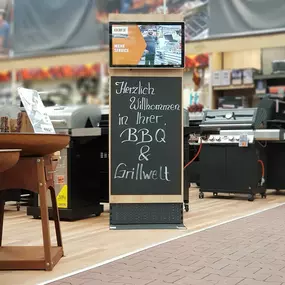 Herzlich
Willkommen
in Ihrer
BBQ
&
Grillwelt